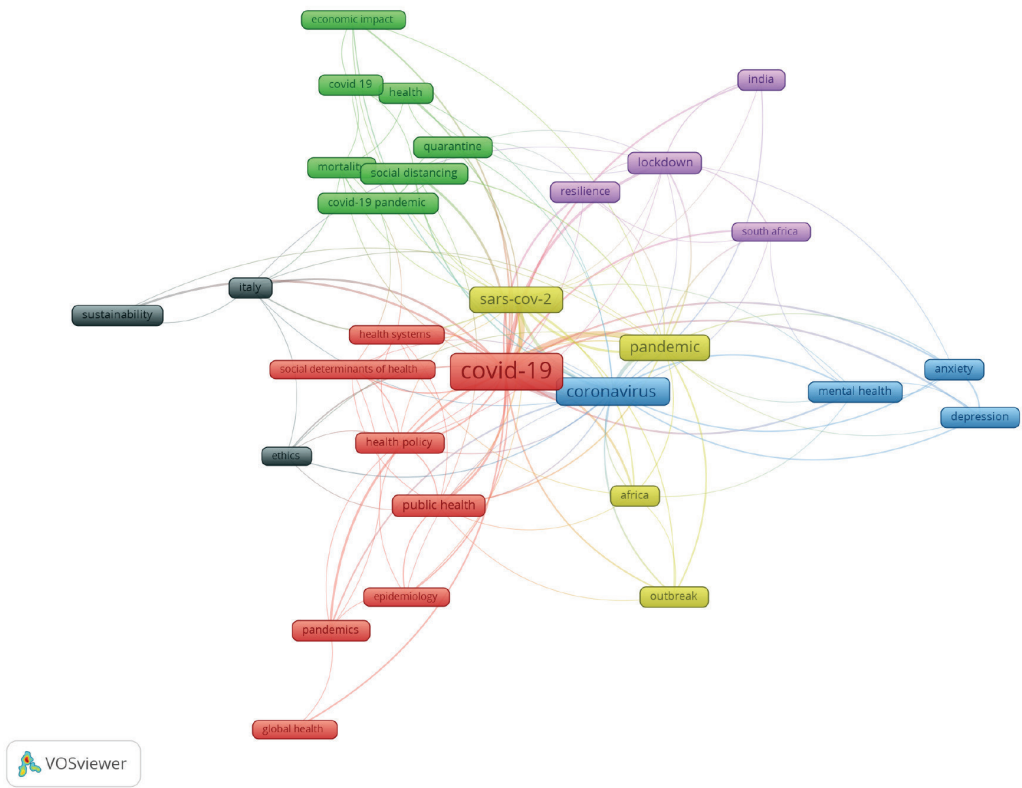 economic impact
covid 19
health
india
quarantine
mortality
social distancing
lockdown
resilience
covid-19 pandemic
south africa
italy
sars-cov-2
sustainability
health systems
pandemic
social determinants of health
covid-19
anxiety
coronavirus
mental health
depression
health policy
ethics
africa
public health
epidemiology
outbreak
pandemics
global health
VOSviewer